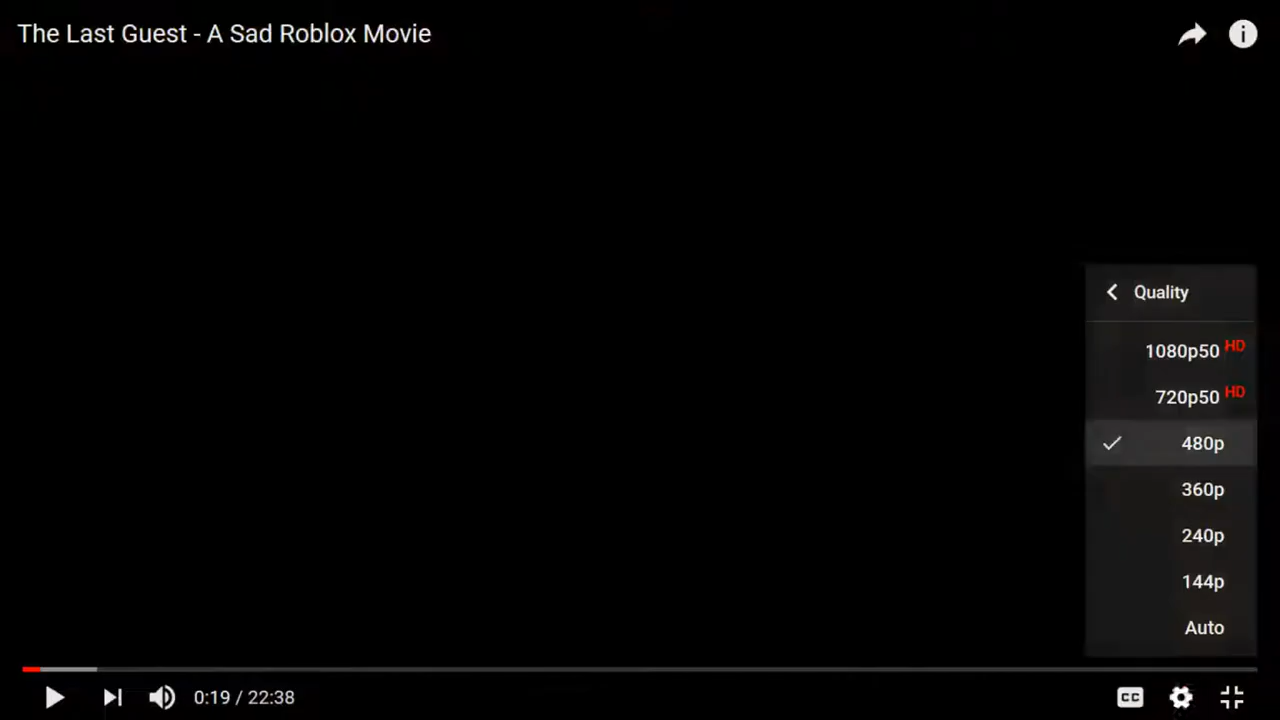 The Last Guest - A Sad Roblox Movie
Quality
1080p50 HD
720p50 HD
480p
360p
240p
144p
Auto
0:19 / 22:38
CC